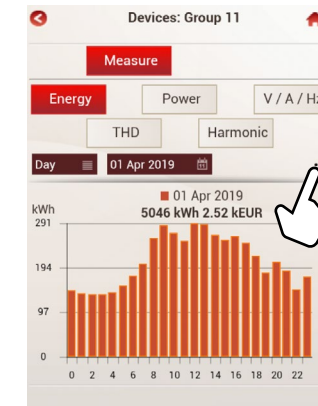 Devices: Group 11
Measure
Energy Power V / A / Hz
THD Harmonic
Day 01 Apr 2019
01 Apr 2019
kWh 5046 kWh 2.52 kEUR
291
194
97
0
0 2 4 6 8 10 12 14 16 18 20 22